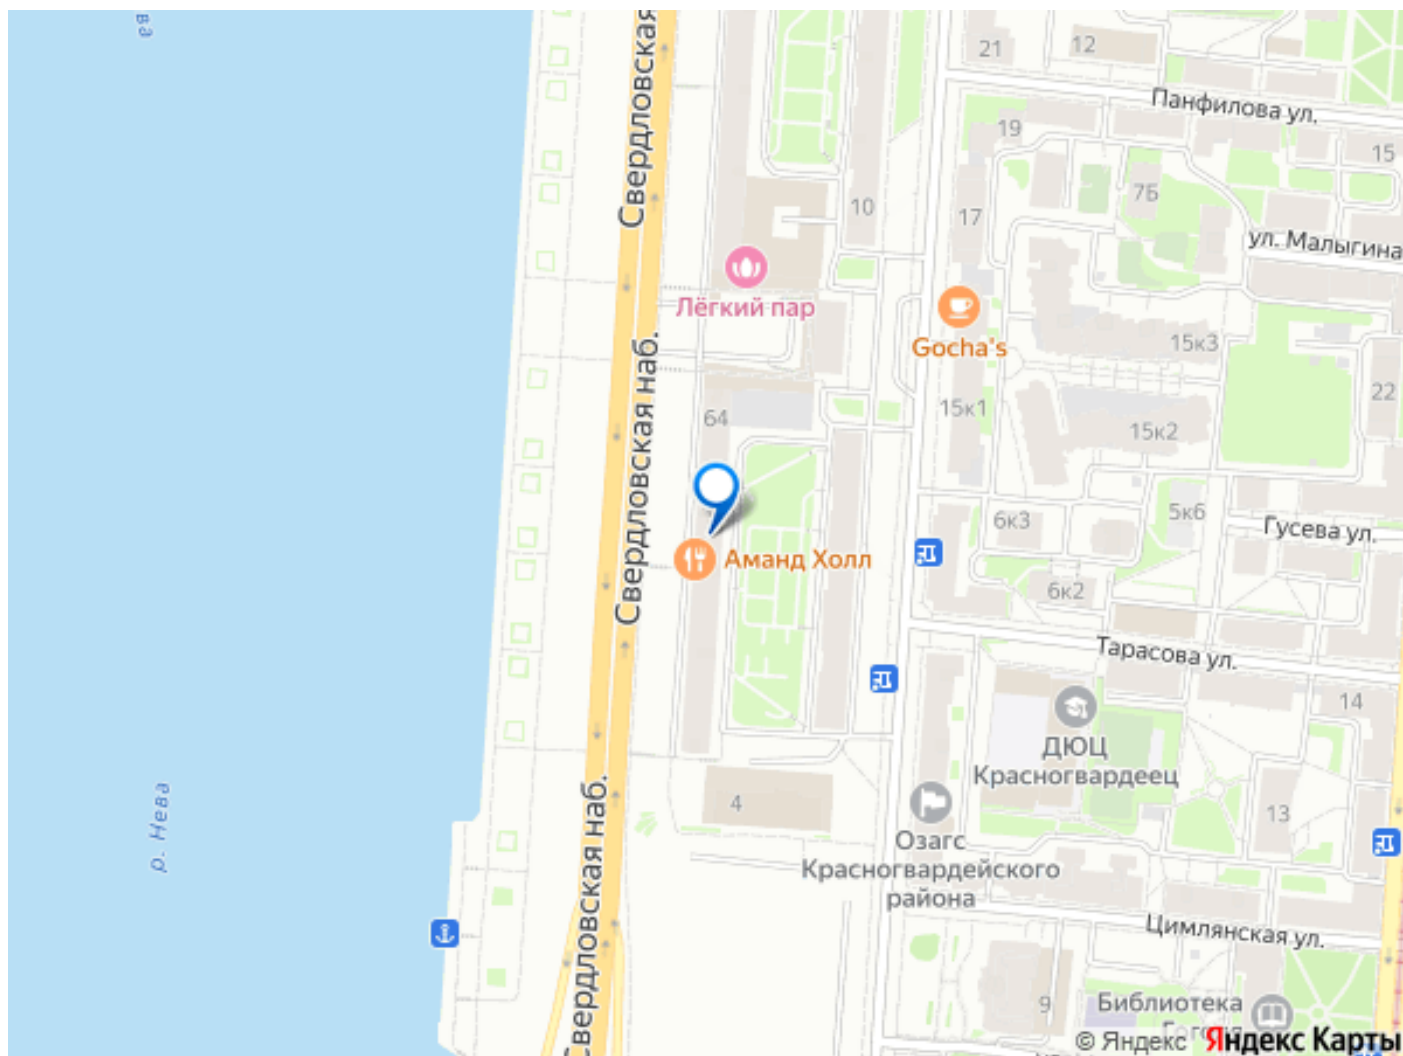 Свердловская
21
12
Панфилова ул.
19
15
7Б
10
17
ул. Малыгина
Лёгкий пар
Gocha's
15к3
Свердловская наб.
22
15к1
64
15к2
6к3
5к6
Гусева ул.
Аманд Холл
6к2
Тарасова ул.
14
ДЮЦ
Красногвардеец
р. Нева
4
13
Озагс
Красногвардейского
района
Свердловская наб.
Цимлянская ул.
9
Библиотека
© Яндекс
Яндекс Карты